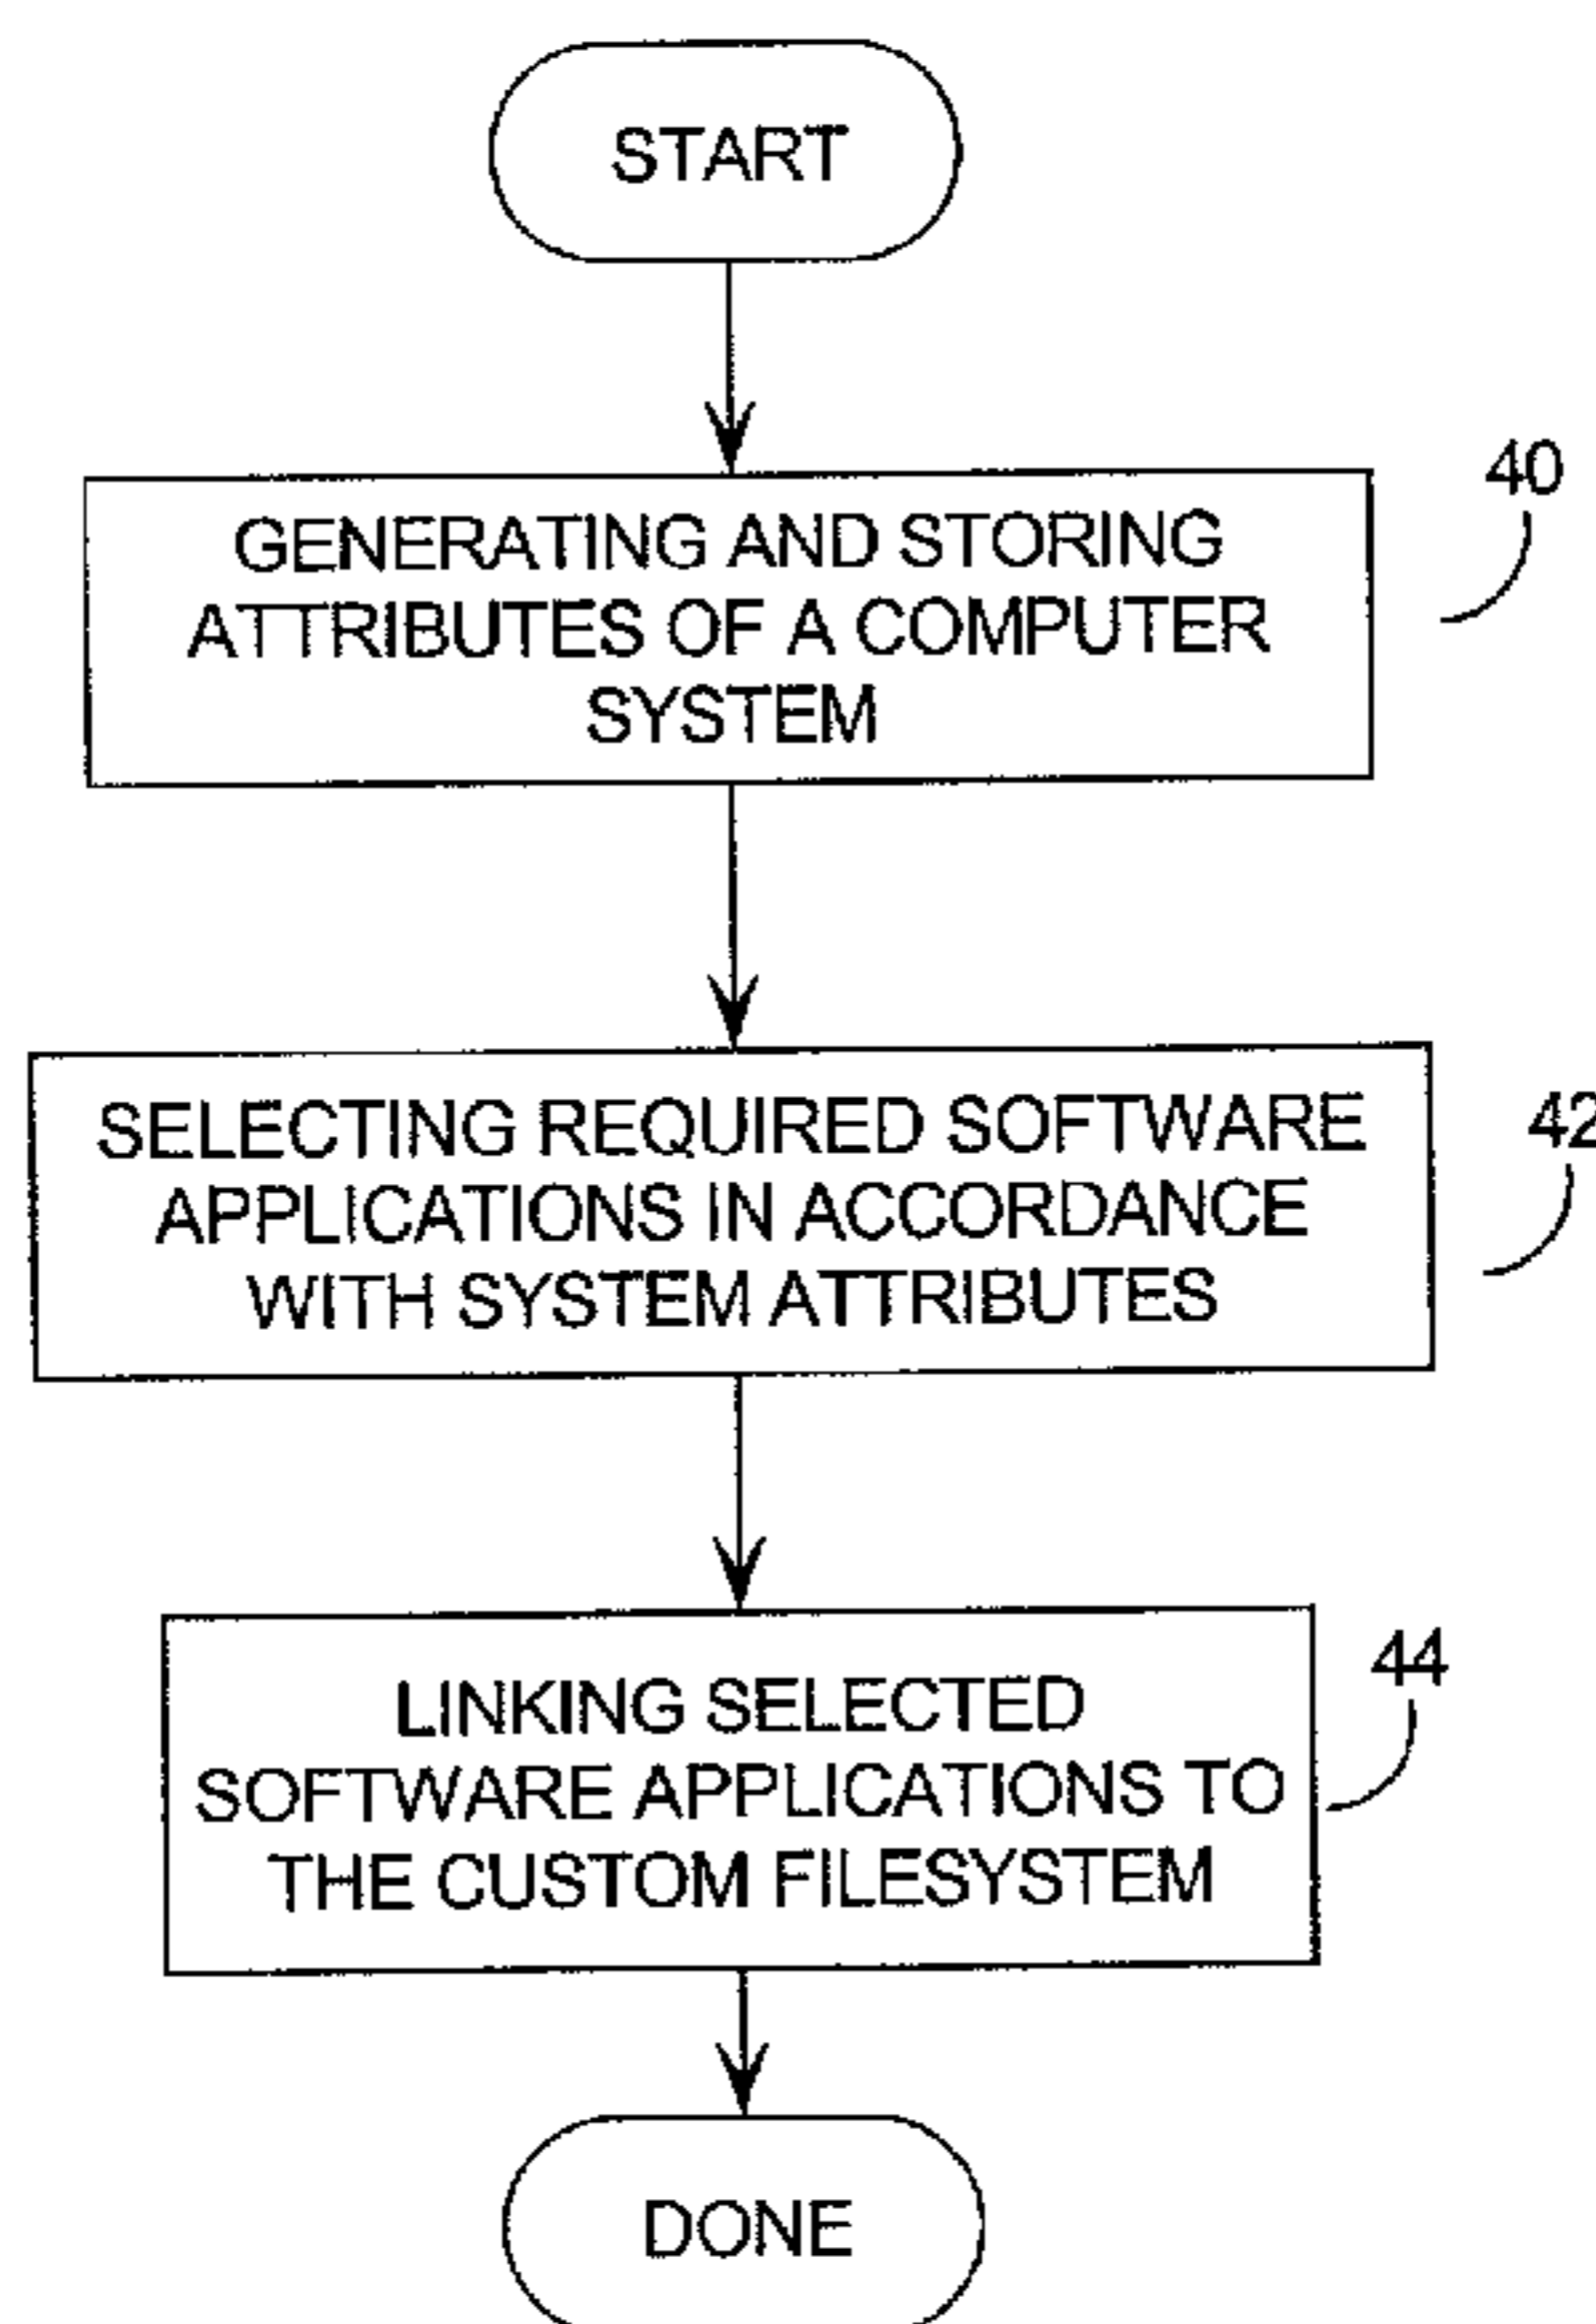 START
40
GENERATING AND STORING
ATTRIBUTES OF A COMPUTER
SYSTEM
42
SELECTING REQUIRED SOFTWARE
APPLICATIONS IN ACCORDANCE
WITH SYSTEM ATTRIBUTES
44
LINKING SELECTED
SOFTWARE APPLICATIONS TO
THE CUSTOM FILESYSTEM
DONE